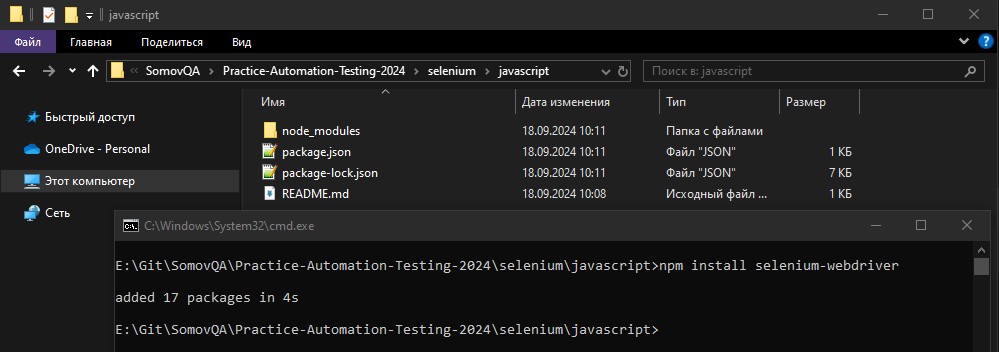 javascript
Файл Главная Поделиться Вид
SomovQA Practice-Automation-Testing-2024 selenium javascript Поиск в: javascript
Быстрый доступ
OneDrive - Personal
Этот компьютер
Сеть
Имя Дата изменения Тип Размер
node_modules 18.09.2024 10:11 Папка с файлами
package.json 18.09.2024 10:11 Файл "JSON" 1 КБ
package-lock.json 18.09.2024 10:11 Файл "JSON" 7 КБ
README.md 18.09.2024 10:08 Исходный файл ... 1 КБ
C:\Windows\System32\cmd.exe
E:\Git\SomovQA\Practice-Automation-Testing-2024\selenium\javascript>npm install selenium-webdriver
added 17 packages in 4s
E:\Git\SomovQA\Practice-Automation-Testing-2024\selenium\javascript>